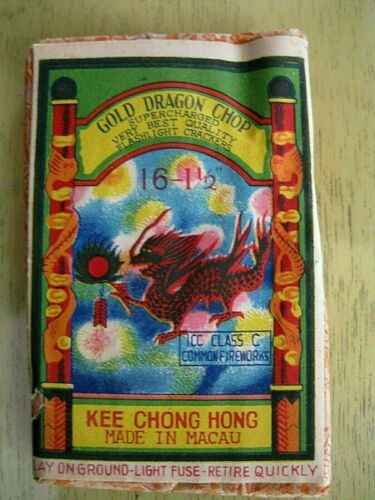 GOLD DRAGON CHOP
SUPERCHARGED
VERY BEST QUALITY
FLASHLIGHT CRACKERS
16-1½"
ICC CLASS C
COMMON FIREWORKS
KEE CHONG HONG
MADE IN MACAU
AY ON GROUND-LIGHT FUSE-RETIRE QUICKLY